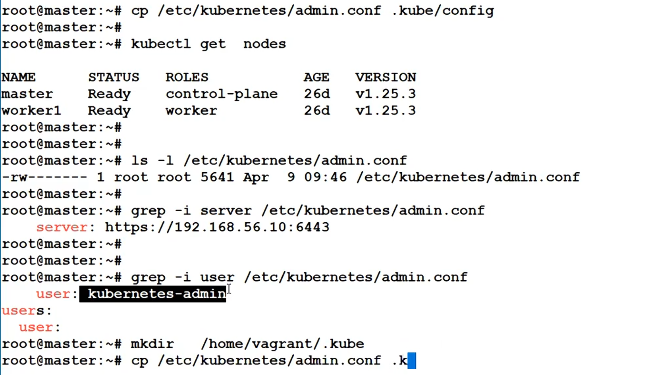 root@master:~# cp /etc/kubernetes/admin.conf .kube/config
root@master:~#
root@master:~# kubectl get  nodes
NAME      STATUS   ROLES           AGE   VERSION
master    Ready    control-plane   26d   v1.25.3
worker1   Ready    worker          26d   v1.25.3
root@master:~#
root@master:~#
root@master:~# ls -l /etc/kubernetes/admin.conf
-rw------- 1 root root 5641 Apr  9 09:46 /etc/kubernetes/admin.conf
root@master:~#
root@master:~# grep -i server /etc/kubernetes/admin.conf
    server: https://192.168.56.10:6443
root@master:~#
root@master:~#
root@master:~# grep -i user /etc/kubernetes/admin.conf
    user: kubernetes-admin
users:
  user:
root@master:~# mkdir   /home/vagrant/.kube
root@master:~# cp /etc/kubernetes/admin.conf .k